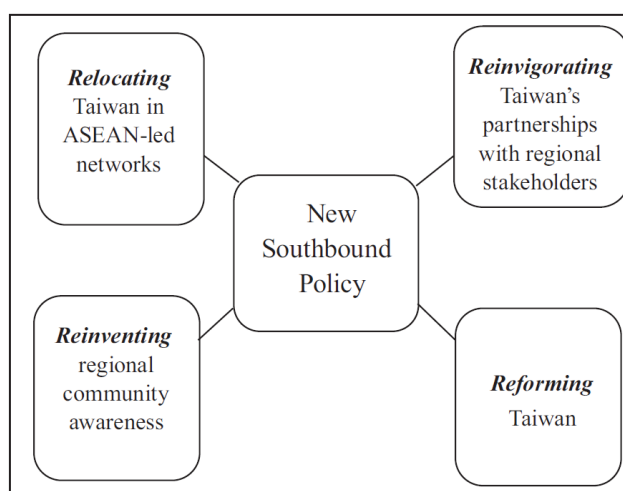 Relocating
Taiwan in
ASEAN-led
networks
Reinvigorating
Taiwan's
partnerships
with regional
stakeholders
New
Southbound
Policy
Reinventing
regional
community
awareness
Reforming
Taiwan